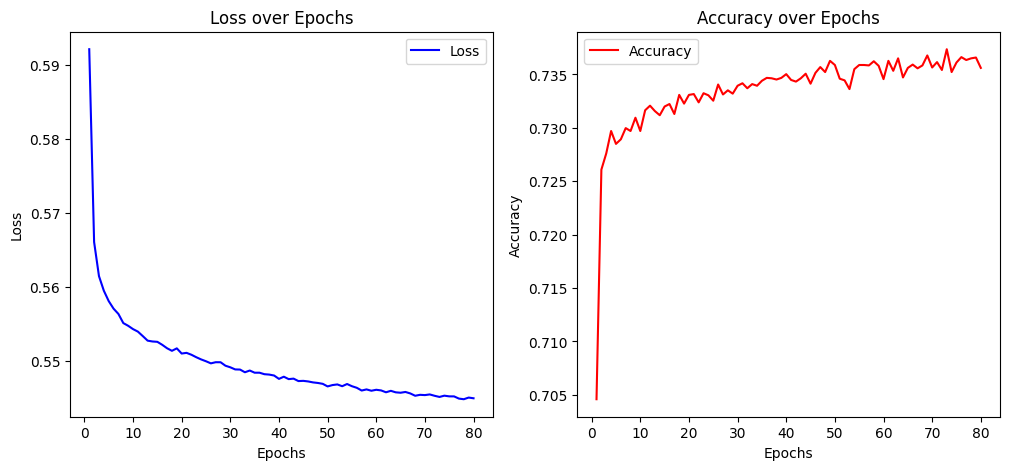 Loss over Epochs
Loss
0.59
0.58
0.57
0.56
0.55
Loss
0 10 20 30 40 50 60 70 80
Epochs
Accuracy over Epochs
Accuracy
0.735
0.730
0.725
0.720
0.715
0.710
0.705
Accuracy
0 10 20 30 40 50 60 70 80
Epochs